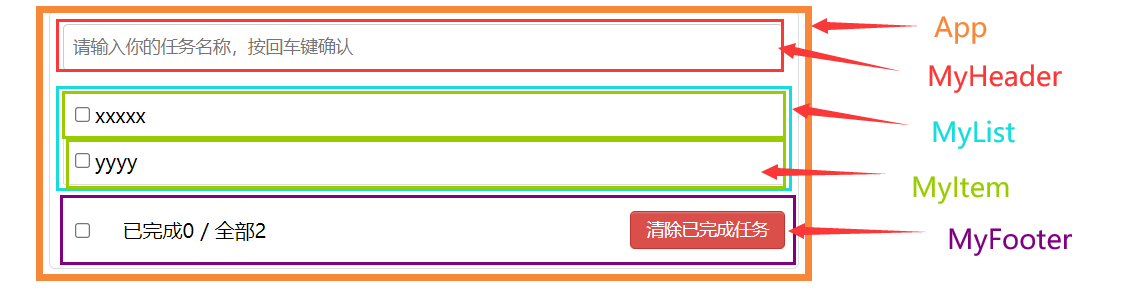 App
请输入你的任务名称，按回车键确认
MyHeader
xxxxx
MyList
yyyy
MyItem
已完成0 / 全部2
清除已完成任务
MyFooter